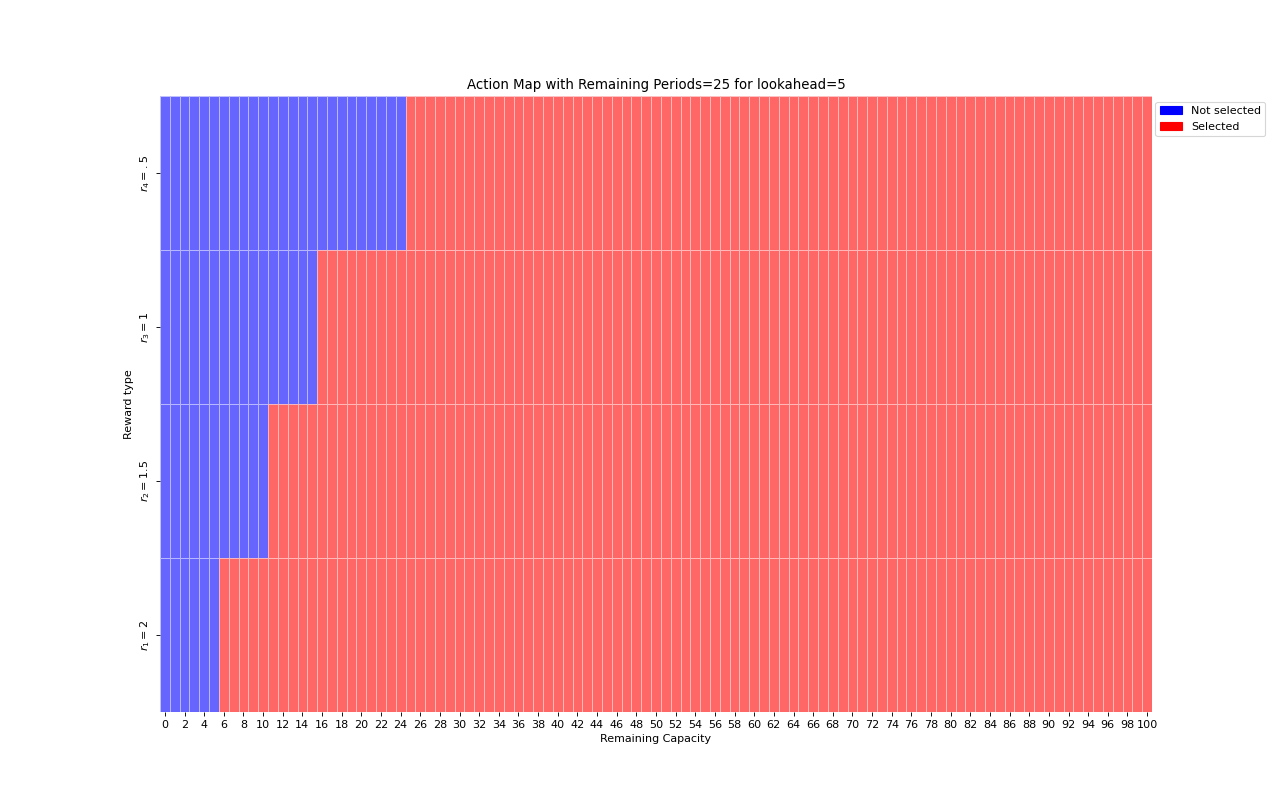 Action Map with Remaining Periods=25 for lookahead=5
Not selected
Selected
r₄ = .5
r₃ = 1
r₂ = 1.5
r₁ = 2
Reward type
0 2 4 6 8 10 12 14 16 18 20 22 24 26 28 30 32 34 36 38 40 42 44 46 48 50 52 54 56 58 60 62 64 66 68 70 72 74 76 78 80 82 84 86 88 90 92 94 96 98 100
Remaining Capacity